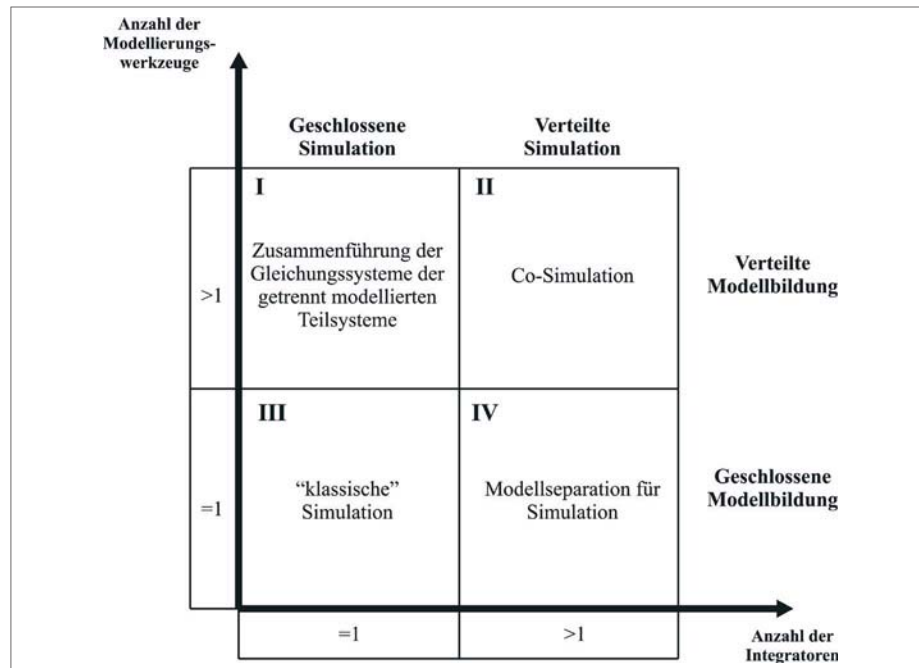 Anzahl der
Modellierungs-
werkzeuge
Geschlossene
Simulation
Verteilte
Simulation
I
II
Zusammenführung der
Gleichungssysteme der
getrennt modellierten
Teilsysteme
Co-Simulation
>1
Verteilte
Modellbildung
III
IV
“klassische”
Simulation
Modellseparation für
Simulation
=1
Geschlossene
Modellbildung
=1
>1
Anzahl der
Integratoren